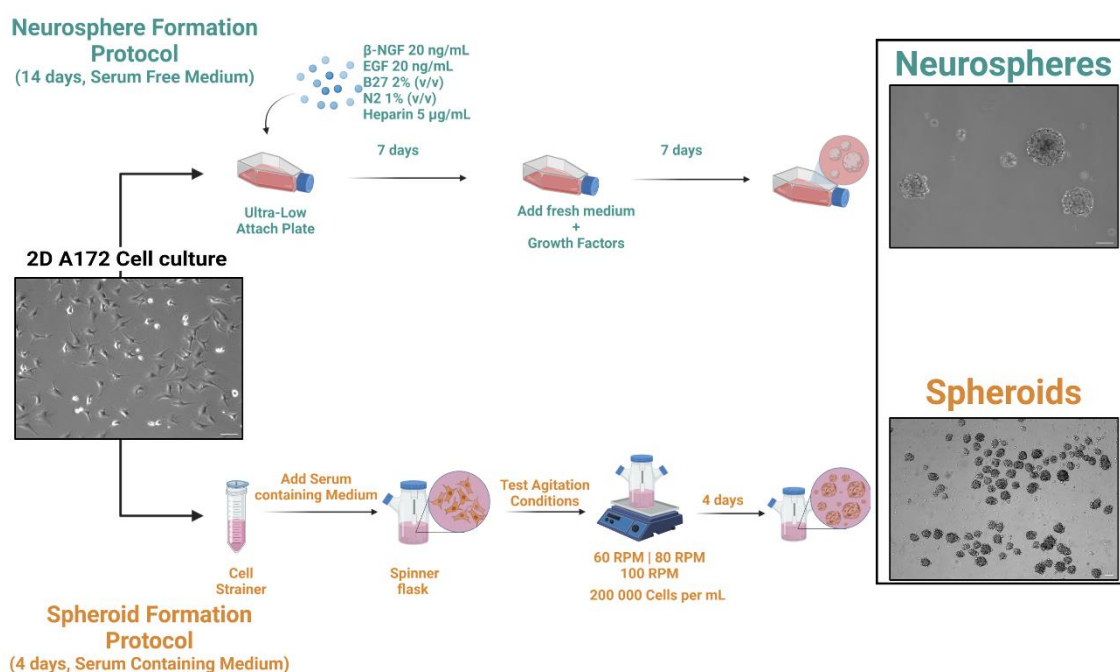 Neurosphere Formation
Protocol
(14 days, Serum Free Medium)
β-NGF 20 ng/mL
EGF 20 ng/mL
B27 2% (v/v)
N2 1% (v/v)
Heparin 5 µg/mL
7 days
7 days
Ultra-Low
Attach Plate
Add fresh medium
+
Growth Factors
Neurospheres
2D A172 Cell culture
Spheroids
Add Serum
containing Medium
Test Agitation
Conditions
4 days
Cell
Strainer
Spinner
flask
60 RPM | 80 RPM
100 RPM
200 000 Cells per mL
Spheroid Formation
Protocol
(4 days, Serum Containing Medium)